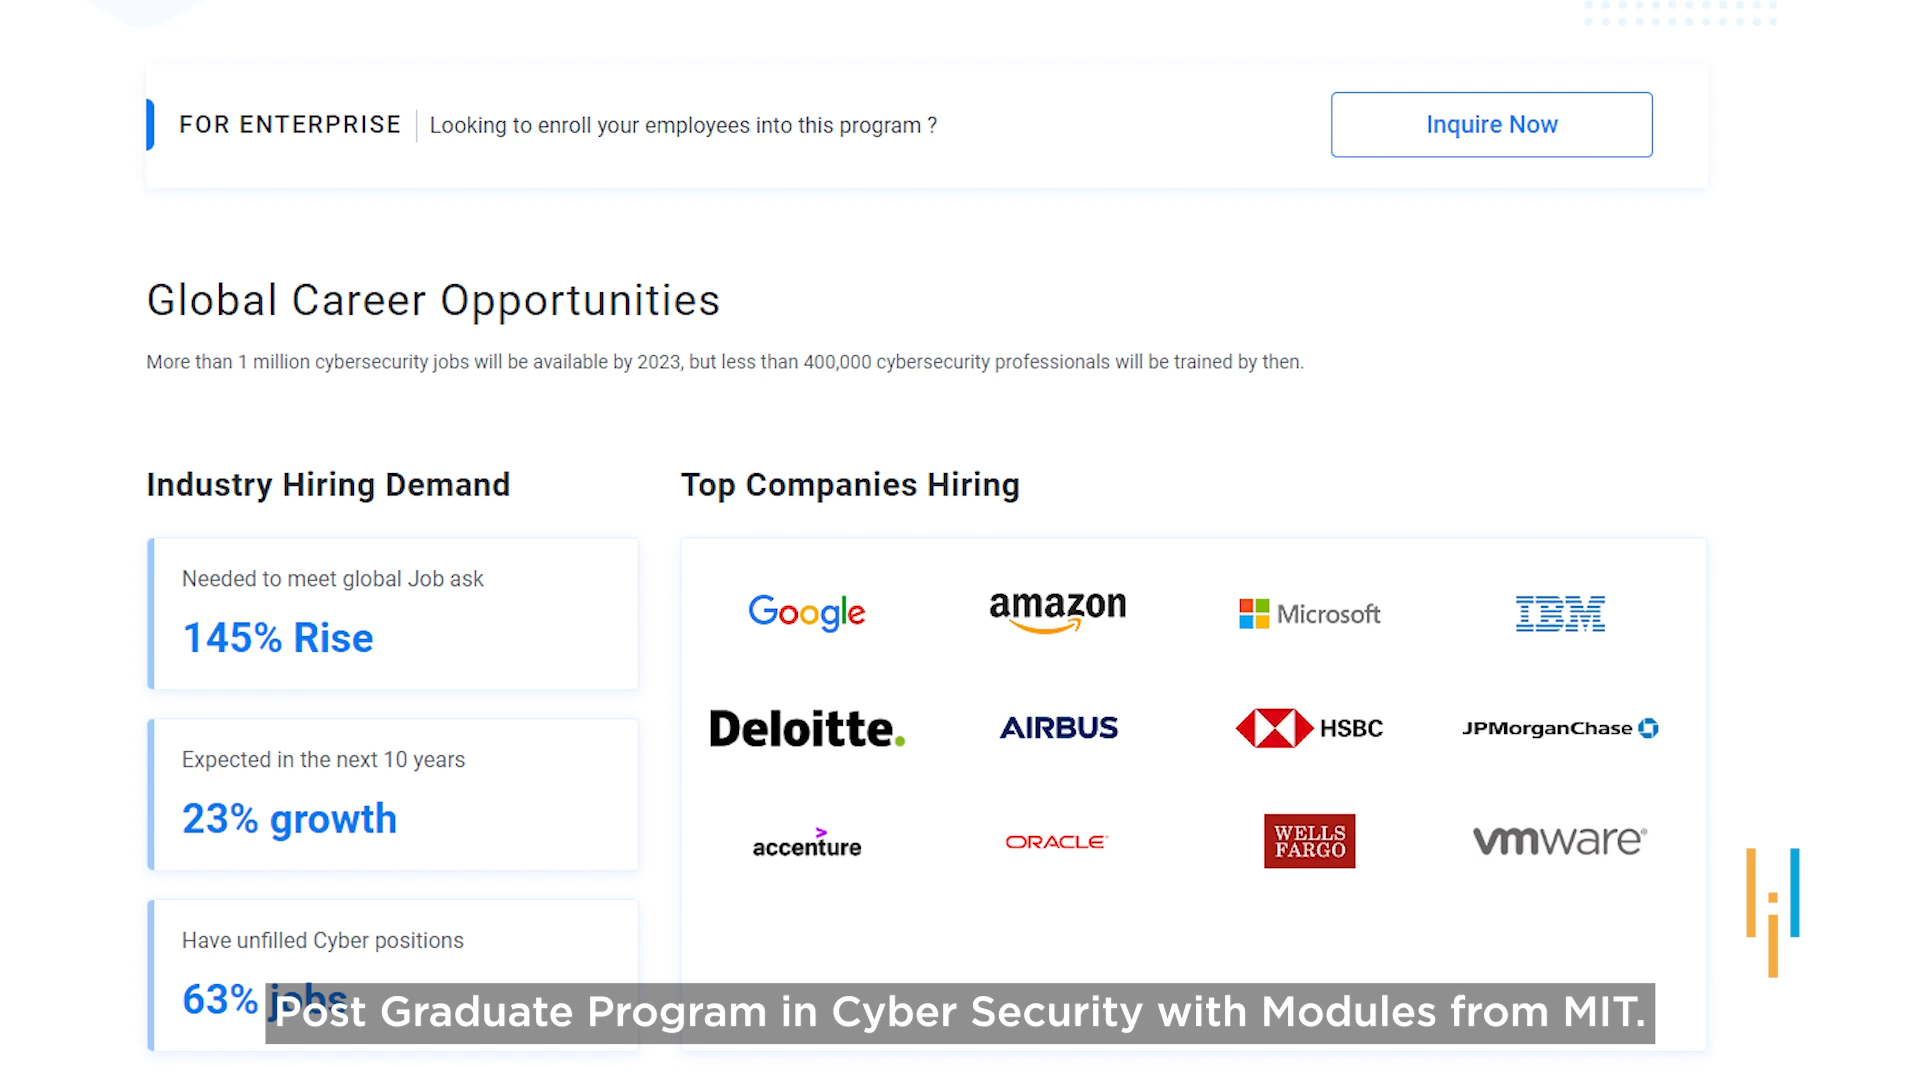 FOR ENTERPRISE Looking to enroll your employees into this program ?
Inquire Now
Global Career Opportunities
More than 1 million cybersecurity jobs will be available by 2023, but less than 400,000 cybersecurity professionals will be trained by then.
Industry Hiring Demand
Needed to meet global Job ask
145% Rise
Expected in the next 10 years
23% growth
Have unfilled Cyber positions
63% jobs
Top Companies Hiring
Google amazon Microsoft IBM
Deloitte. AIRBUS HSBC JPMorganChase
accenture ORACLE WELLS FARGO vmware
Post Graduate Program in Cyber Security with Modules from MIT.